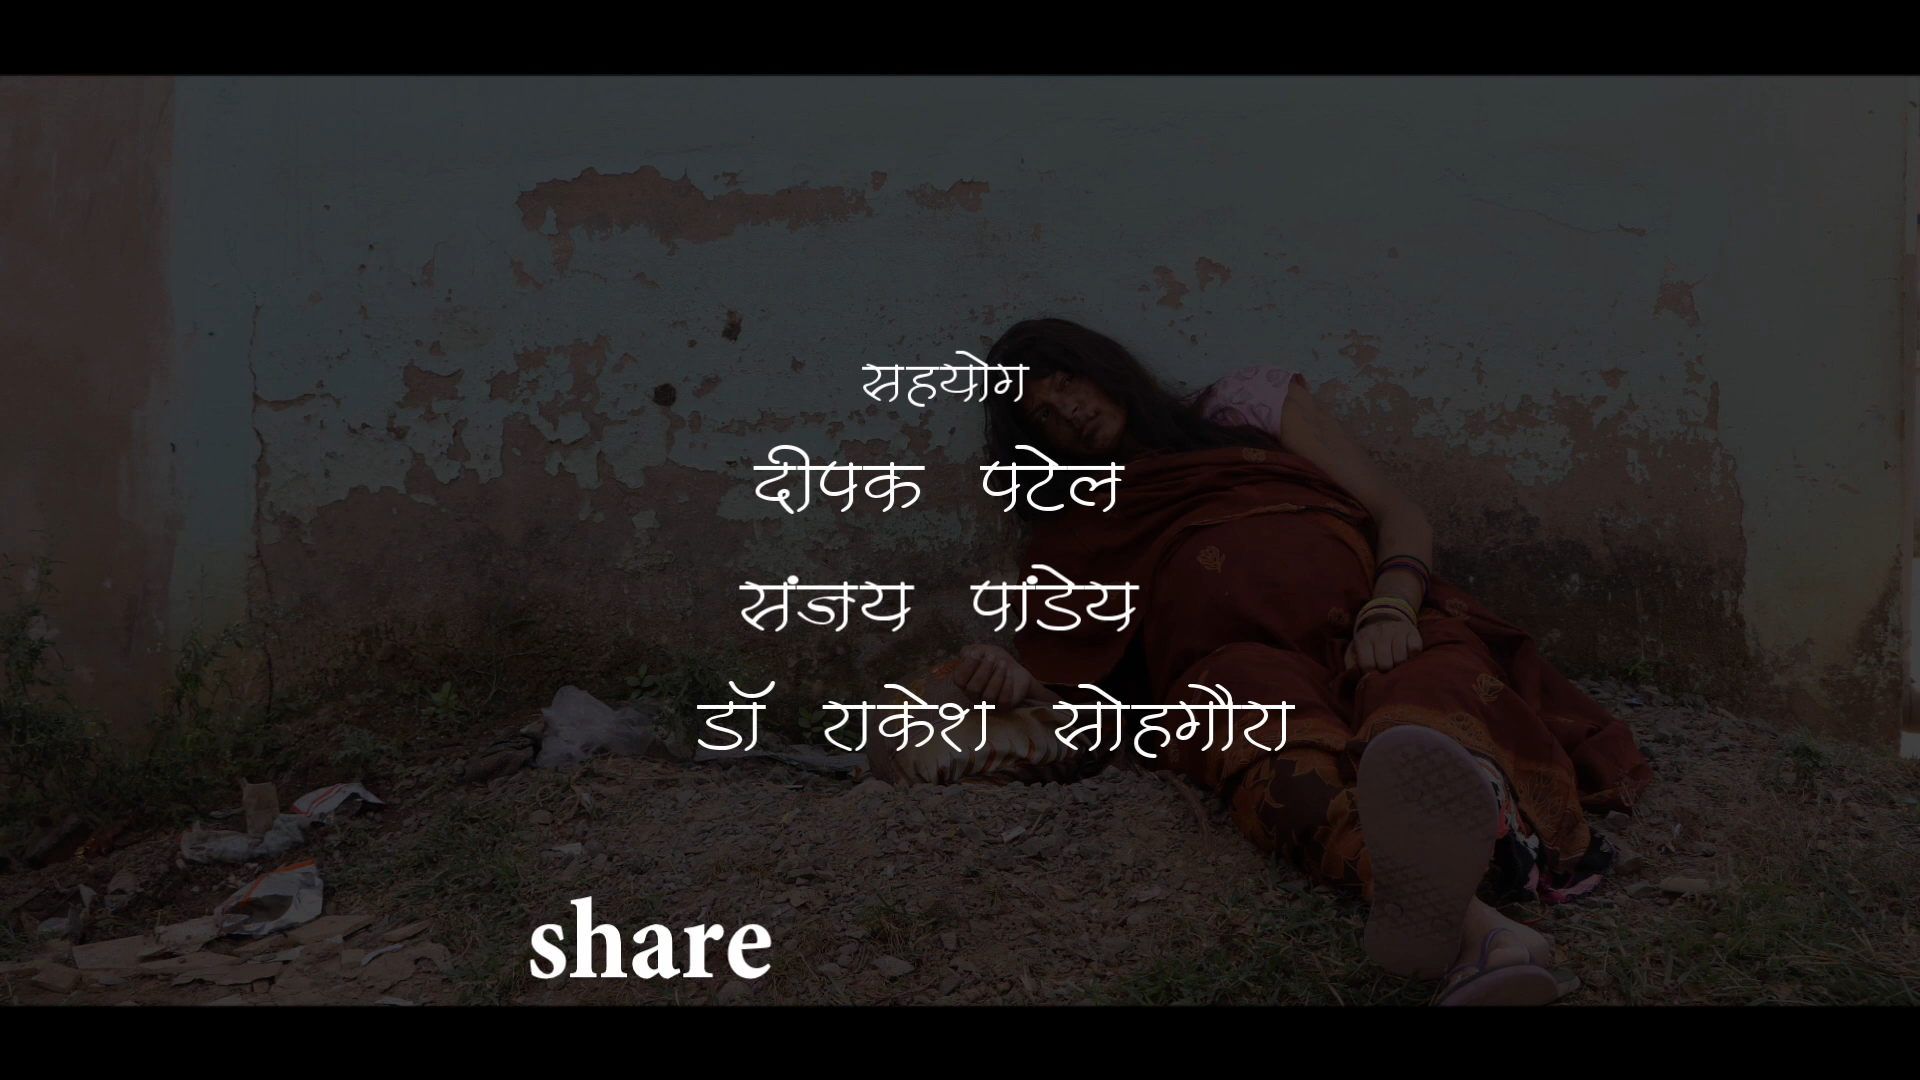 सहयोग
दीपक पटेल
संजय पांडेय
डॉ राकेश सोहगौरा
share